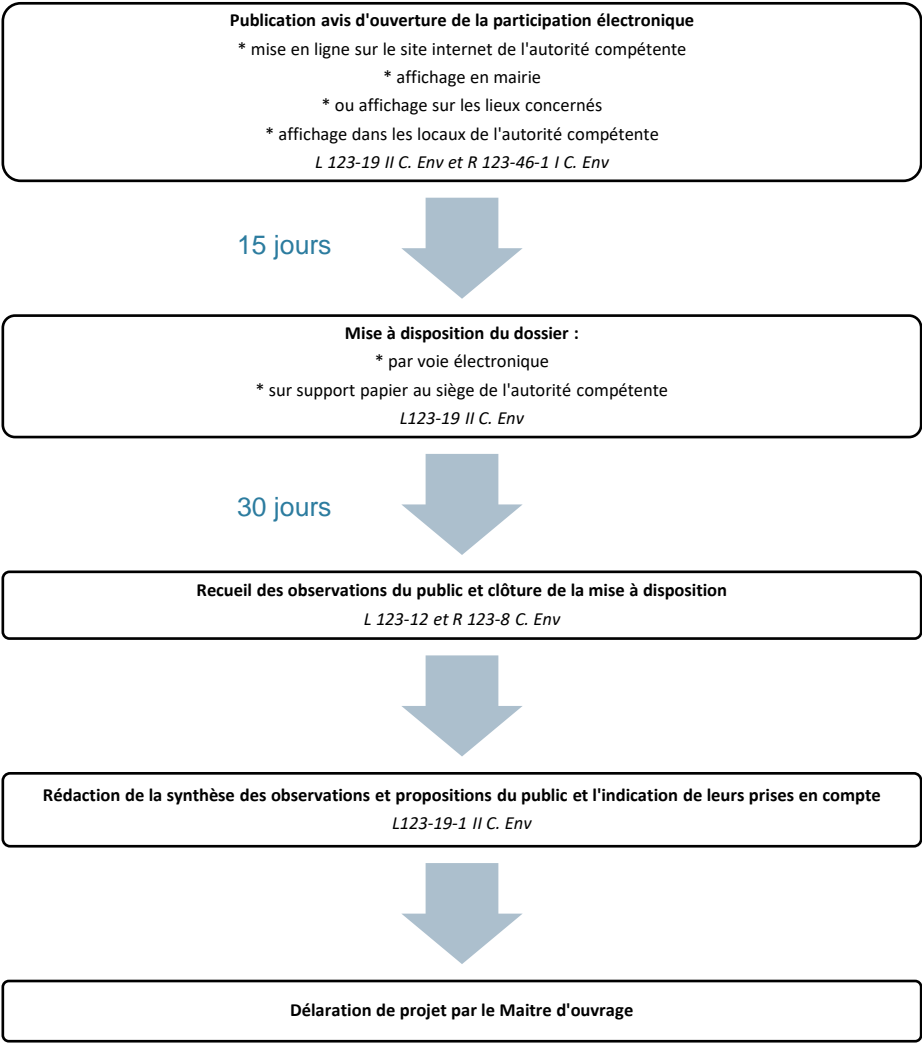 Publication avis d'ouverture de la participation électronique
* mise en ligne sur le site internet de l'autorité compétente
* affichage en mairie
* ou affichage sur les lieux concernés
* affichage dans les locaux de l'autorité compétente
L 123-19 II C. Env et R 123-46-1 I C. Env
15 jours
Mise à disposition du dossier :
* par voie électronique
* sur support papier au siège de l'autorité compétente
L123-19 II C. Env
30 jours
Recueil des observations du public et clôture de la mise à disposition
L 123-12 et R 123-8 C. Env
Rédaction de la synthèse des observations et propositions du public et l'indication de leurs prises en compte
L123-19-1 II C. Env
Délaration de projet par le Maitre d'ouvrage